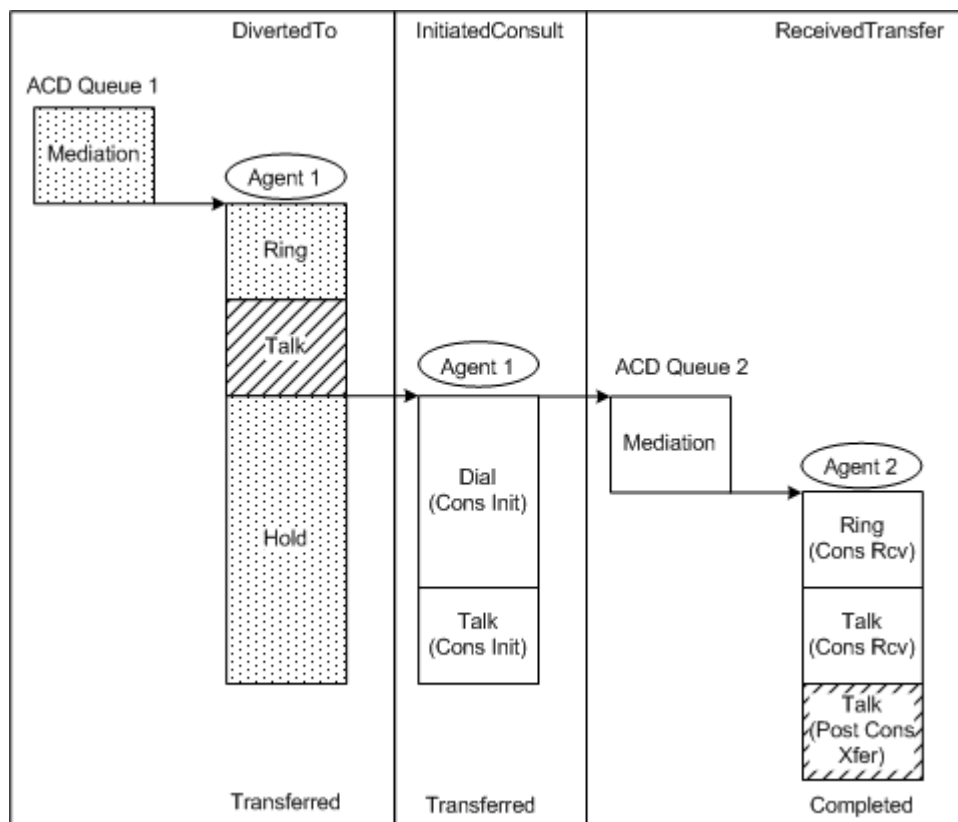 DivertedTo
InitiatedConsult
ReceivedTransfer
ACD Queue 1
Mediation
Agent 1
Ring
Talk
Hold
Agent 1
Dial
(Cons Init)
Talk
(Cons Init)
ACD Queue 2
Mediation
Agent 2
Ring
(Cons Rcv)
Talk
(Cons Rcv)
Talk
(Post Cons
Xfer)
Transferred
Transferred
Completed